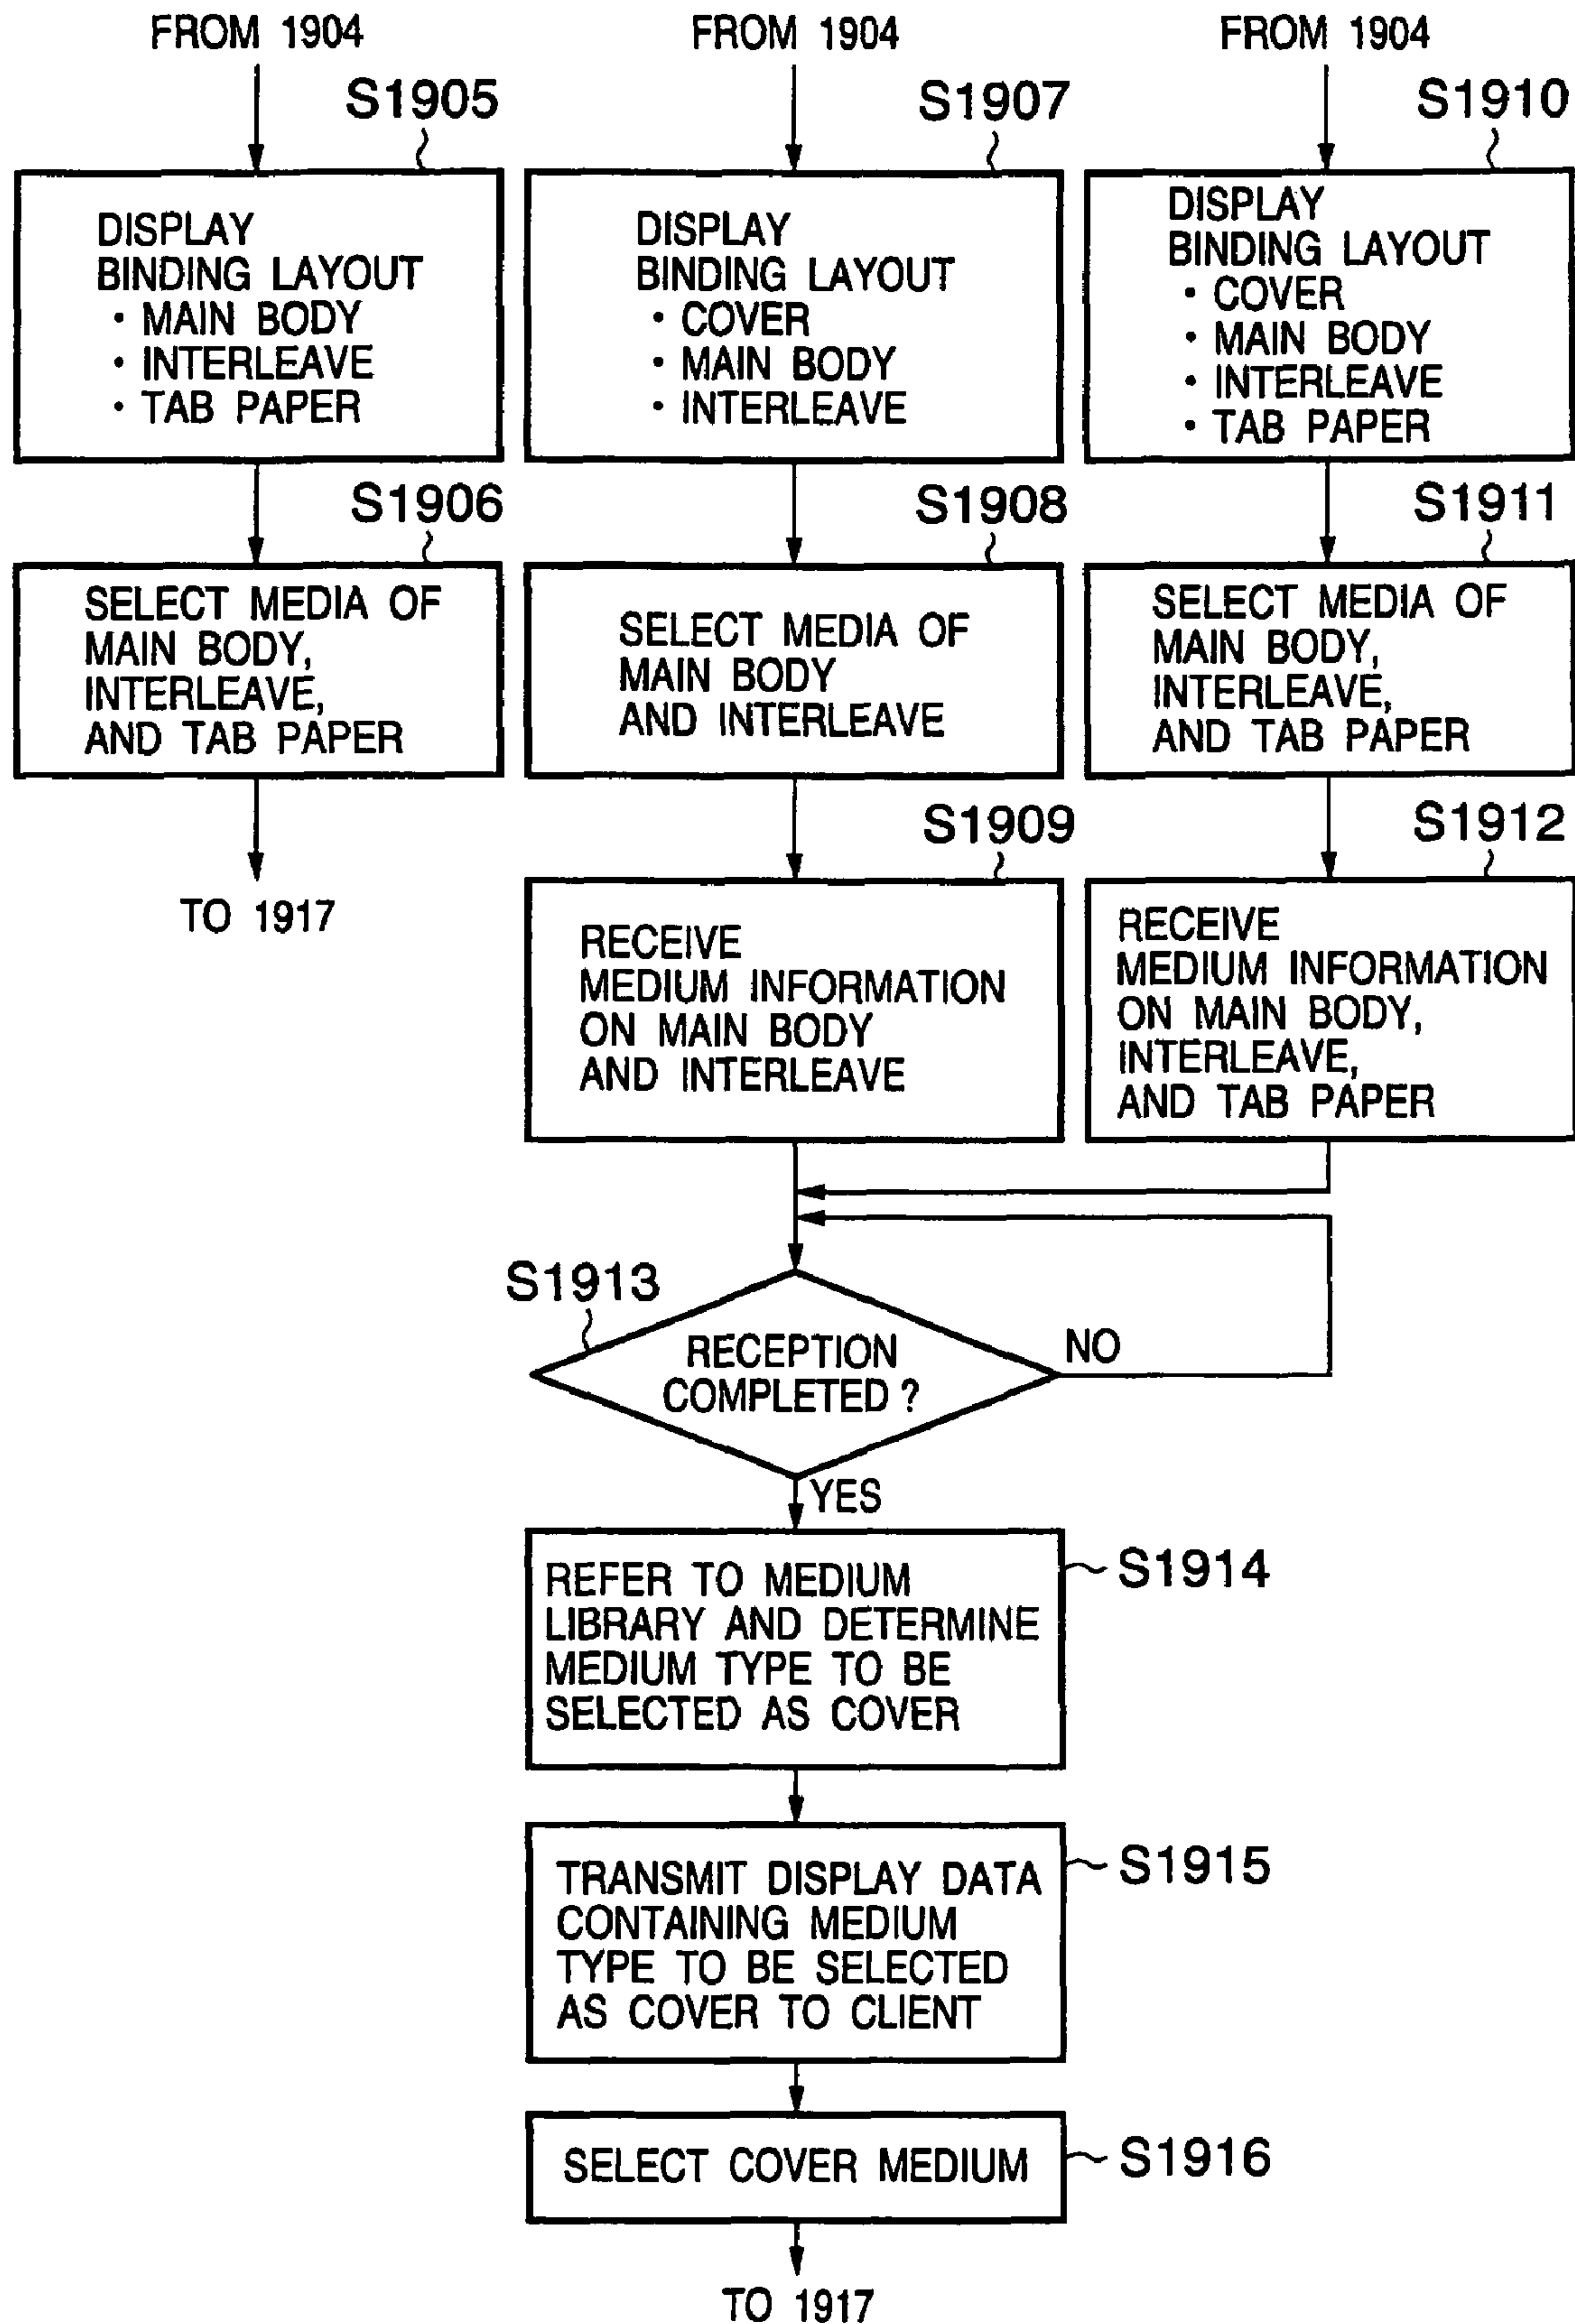 FROM 1904
FROM 1904
FROM 1904
S1905
S1907
S1910
DISPLAY
BINDING LAYOUT
· MAIN BODY
· INTERLEAVE
· TAB PAPER
DISPLAY
BINDING LAYOUT
· COVER
· MAIN BODY
· INTERLEAVE
DISPLAY
BINDING LAYOUT
· COVER
· MAIN BODY
· INTERLEAVE
· TAB PAPER
S1906
S1908
S1911
SELECT MEDIA OF
MAIN BODY,
INTERLEAVE,
AND TAB PAPER
SELECT MEDIA OF
MAIN BODY
AND INTERLEAVE
SELECT MEDIA OF
MAIN BODY,
INTERLEAVE,
AND TAB PAPER
TO 1917
S1909
S1912
RECEIVE
MEDIUM INFORMATION
ON MAIN BODY
AND INTERLEAVE
RECEIVE
MEDIUM INFORMATION
ON MAIN BODY,
INTERLEAVE,
AND TAB PAPER
S1913
RECEPTION
COMPLETED ?
NO
YES
REFER TO MEDIUM
LIBRARY AND DETERMINE
MEDIUM TYPE TO BE
SELECTED AS COVER
S1914
TRANSMIT DISPLAY DATA
CONTAINING MEDIUM
TYPE TO BE SELECTED
AS COVER TO CLIENT
S1915
SELECT COVER MEDIUM
S1916
TO 1917